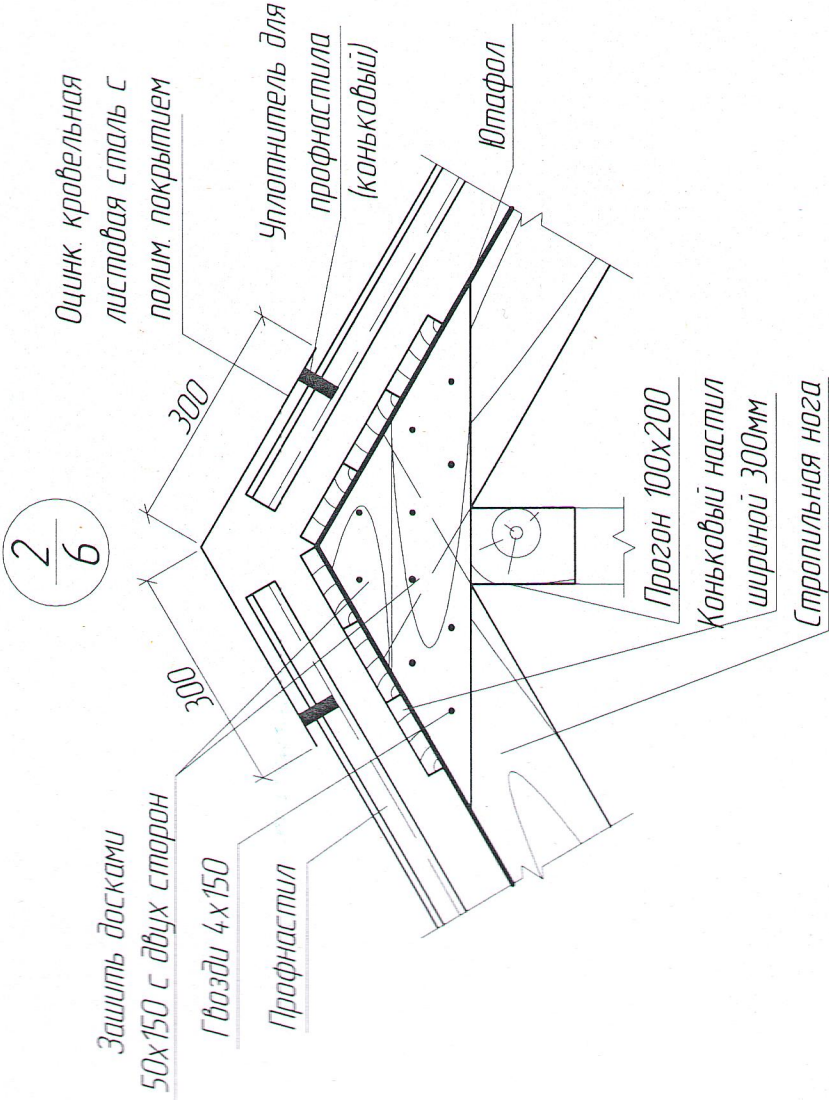 2
6
Зашить досками
50х150 с двух сторон
Гвозди 4х150
Профнастил
300
300
Оцинк. кровельная
листовая сталь с
полим. покрытием
Уплотнитель для
профнастила
(коньковый)
Ютафол
Прогон 100х200
Коньковый настил
шириной 300мм
Стропильная нога